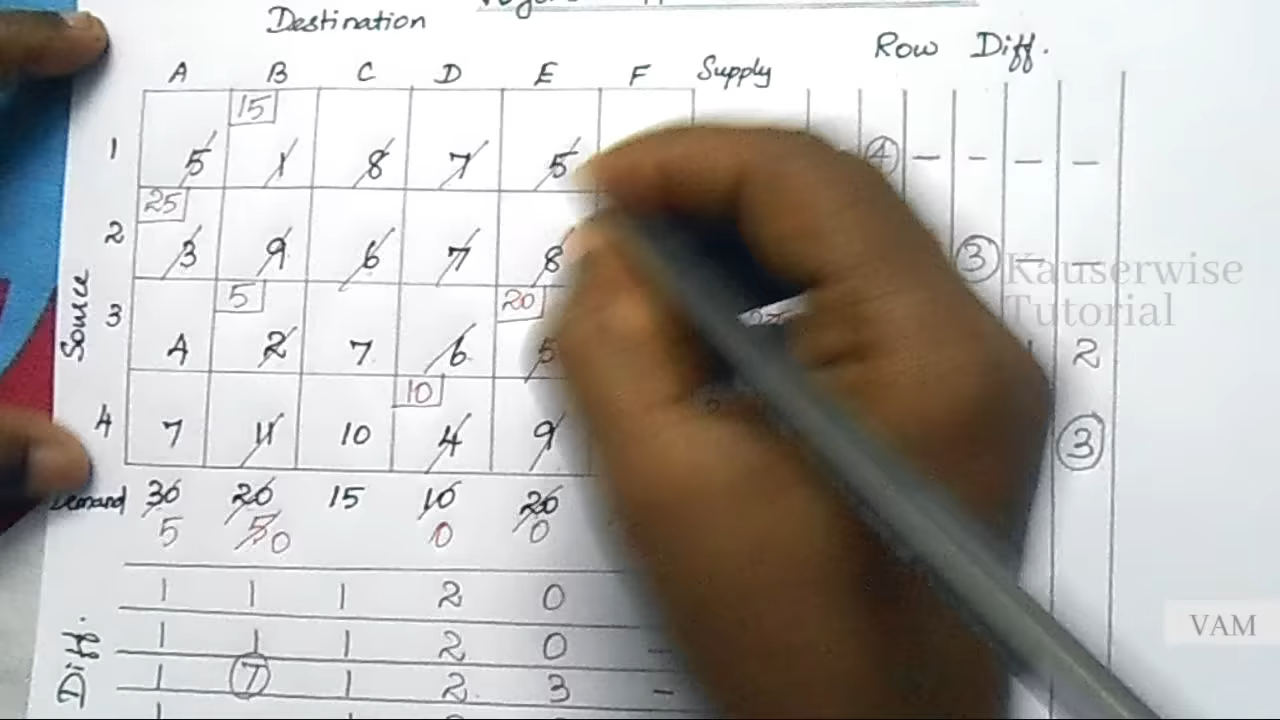 Destination
Row Diff.
A B C D E F Supply
15
1 5 1 8 7 5 4 — — — —
25
2 3 9 6 7 8 3 — —
Kauserwise
Tutorial
5 20
3 4 2 7 6 5 2
10
4 7 11 10 4 9 3
Source
30 20 15 10 20
5 5 0 0 0
1 1 1 2 0
1 1 1 2 0 -
1 7 1 2 3 -
Diff.
VAM